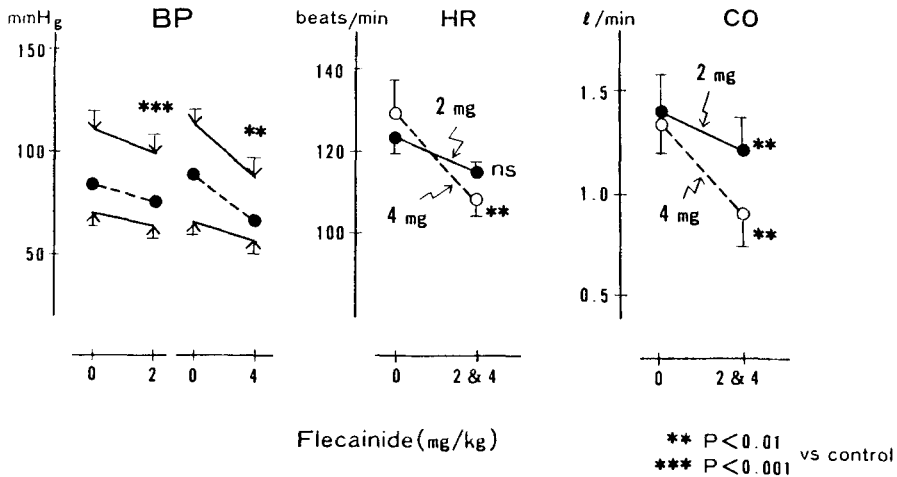 mmHg BP
150
100
50
***
**
0 2 0 4
beats/min HR
140
120
100
2 mg
4 mg
ns
**
0 2 & 4
ℓ/min CO
1.5
1.0
0.5
2 mg
4 mg
**
**
0 2 & 4
Flecainide(mg/kg)
** P<0.01
*** P<0.001 vs control